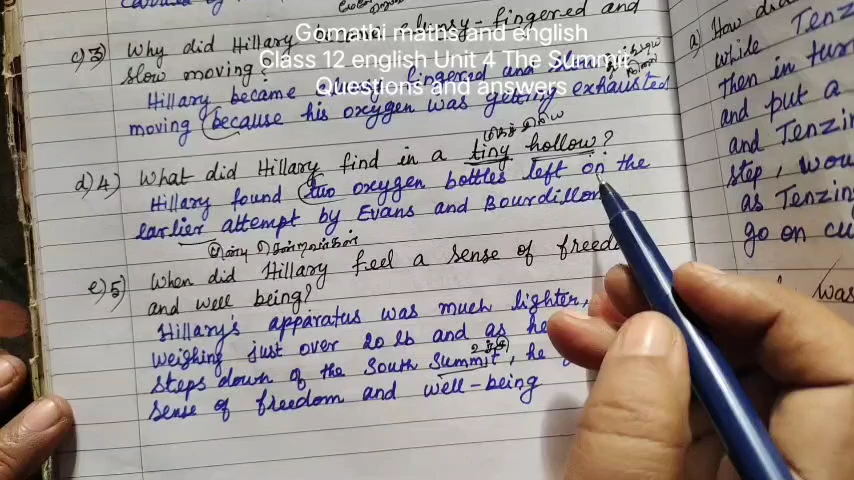 c) 3) Why did Hillary clumsy-fingered and
slow moving?
Hillary became clumsy fingered and slow
moving because his oxygen was getting exhausted
d) 4) What did Hillary find in a tiny hollow?
Hillary found two oxygen bottles left on the
earlier attempt by Evans and Bourdillon
e) 5) When did Hillary feel a sense of freed
and well being?
Hillary's apparatus was much lighter,
weighing just over 20 lb and as he
steps down of the South Summit, he
sense of freedom and well-being
a) How did
while Tenz
then in tur
and put a
and Tenzin
step, wou
as Tenzin
go on cu
was
Gomathi maths and english
Class 12 english Unit 4 The Summit
Questions and answers